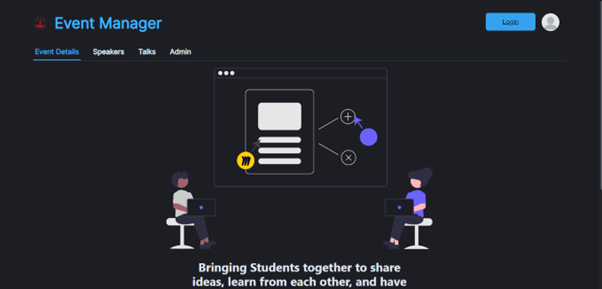 Event Manager
Login
Event Details Speakers Talks Admin
Bringing Students together to share
ideas, learn from each other, and have